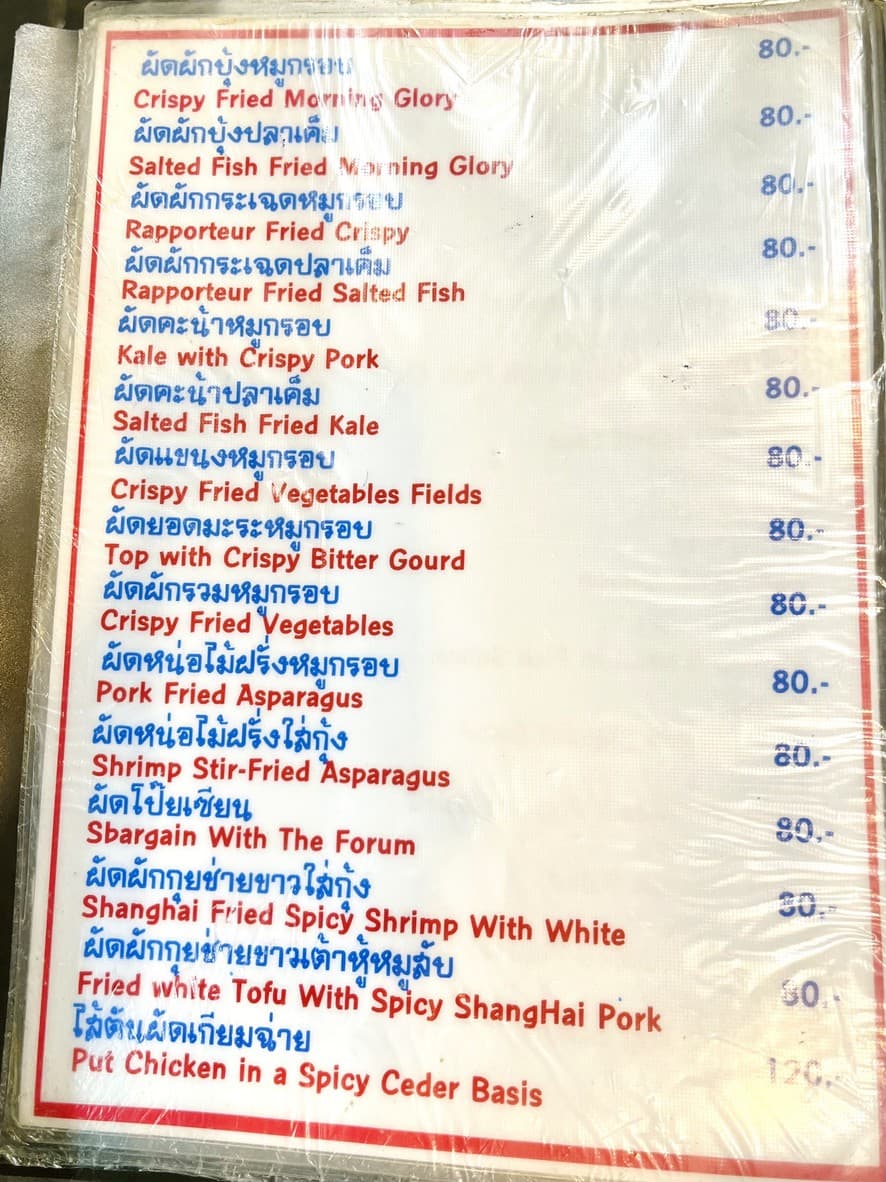 ผัดผักบุ้งหมูกรอบ 80.-
Crispy Fried Morning Glory
ผัดผักบุ้งปลาเค็ม 80.-
Salted Fish Fried Morning Glory
ผัดผักกระเฉดหมูกรอบ 80.-
Rapporteur Fried Crispy
ผัดผักกระเฉดปลาเค็ม 80.-
Rapporteur Fried Salted Fish
ผัดคะน้าหมูกรอบ 80.-
Kale with Crispy Pork
ผัดคะน้าปลาเค็ม 80.-
Salted Fish Fried Kale
ผัดแขนงหมูกรอบ 80.-
Crispy Fried Vegetables Fields
ผัดยอดมะระหมูกรอบ 80.-
Top with Crispy Bitter Gourd
ผัดผักรวมหมูกรอบ 80.-
Crispy Fried Vegetables
ผัดหน่อไม้ฝรั่งหมูกรอบ 80.-
Pork Fried Asparagus
ผัดหน่อไม้ฝรั่งใส่กุ้ง 80.-
Shrimp Stir-Fried Asparagus
ผัดโป๊ยเซียน 80.-
Sbargain With The Forum
ผัดผักกุยช่ายขาวใส่กุ้ง 80.-
Shanghai Fried Spicy Shrimp With White
ผัดผักกุยช่ายขาวเต้าหู้หมูสับ 80.-
Fried white Tofu With Spicy ShangHai Pork
ไส้ตันผัดเกียมฉ่าย 120.-
Put Chicken in a Spicy Ceder Basis